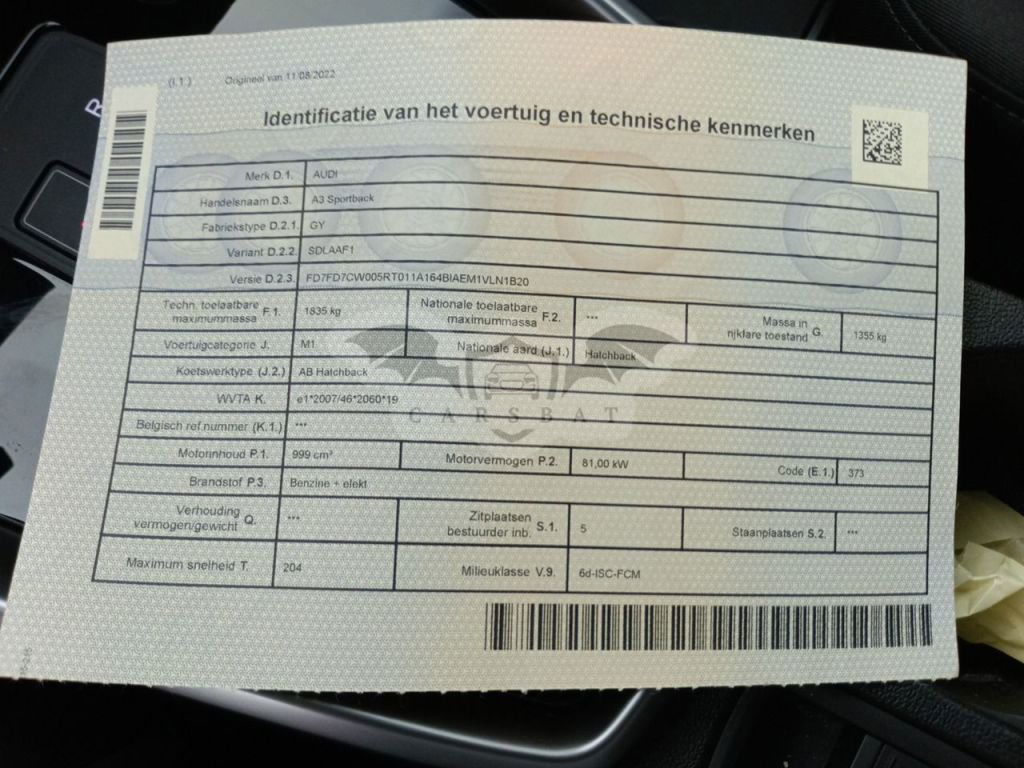 (I.1.) Origineel van 11/08/2022
Identificatie van het voertuig en technische kenmerken
Merk D.1. AUDI
Handelsnaam D.3. A3 Sportback
Fabriekstype D.2.1. GY
Variant D.2.2. SDLAAF1
Versie D.2.3. FD7FD7CW005RT011A164BIAEM1VLN1B20
Techn. toelaatbare maximummassa F.1. 1835 kg Nationale toelaatbare maximummassa F.2. *** Massa in rijklare toestand G. 1355 kg
Voertuigcategorie J. M1 Nationale aard (J.1.) Hatchback
Koetswerktype (J.2.) AB Hatchback
WVTA K. e1*2007/46*2060*19
CARSBAT
Belgisch ref.nummer (K.1.) ***
Motorinhoud P.1. 999 cm³ Motorvermogen P.2. 81,00 kW Code (E.1.) 373
Brandstof P.3. Benzine + elekt
Verhouding vermogen/gewicht Q. *** Zitplaatsen bestuurder inb. S.1. 5 Staanplaatsen S.2. ***
Maximum snelheid T. 204 Milieuklasse V.9. 6d-ISC-FCM
R